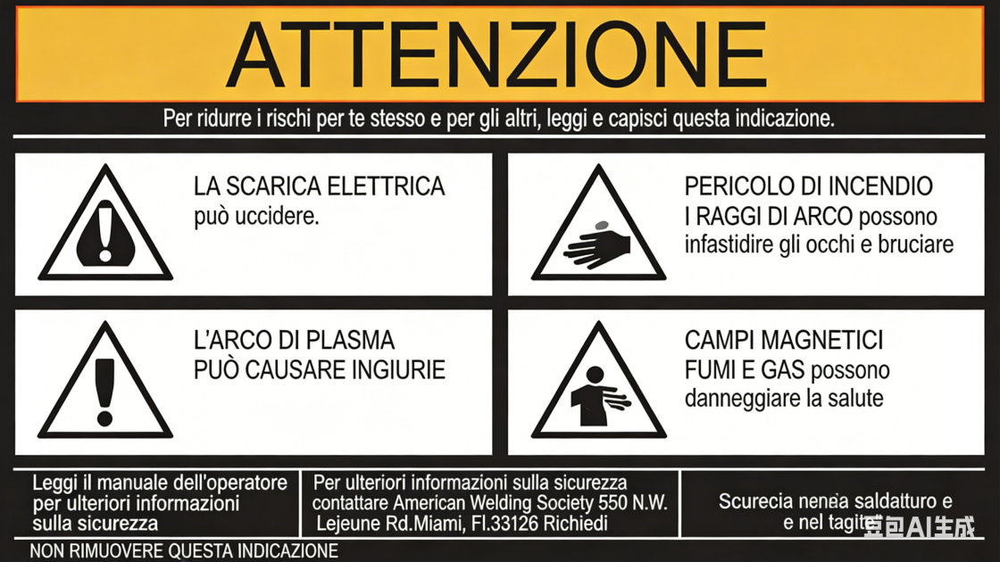 ATTENZIONE
Per ridurre i rischi per te stesso e per gli altri, leggi e capisci questa indicazione.
LA SCARICA ELETTRICA
può uccidere.
PERICOLO DI INCENDIO
I RAGGI DI ARCO possono
infastidire gli occhi e bruciare
L'ARCO DI PLASMA
PUÒ CAUSARE INGIURIE
CAMPI MAGNETICI
FUMI E GAS possono
danneggiare la salute
Leggi il manuale dell'operatore
per ulteriori informazioni
sulla sicurezza
Per ulteriori informazioni sulla sicurezza
contattare American Welding Society 550 N.W.
Lejeune Rd.Miami, Fl.33126 Richiedi
Scurecia saldatturo e
e nel
豆包AI生成
NON RIMUOVERE QUESTA INDICAZIONE